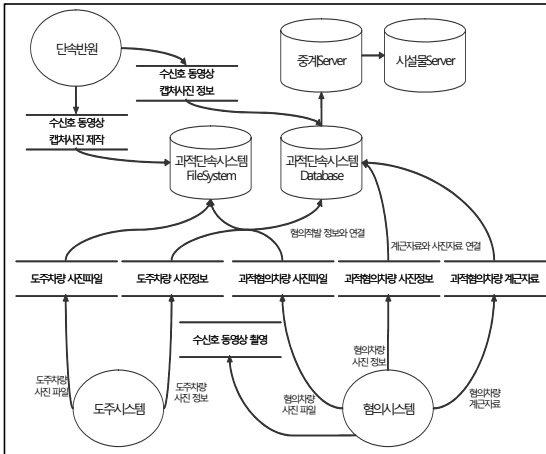 단속반원
수신호 동영상
캡처사진 정보
중계Server
시설물Server
수신호 동영상
캡처사진 제작
과적단속시스템
FileSystem
과적단속시스템
Database
혐의적발 정보와 연결
계근자료와 사진자료 연결
도주차량 사진파일
도주차량 사진정보
과적혐의차량 사진파일
과적혐의차량 사진정보
과적혐의차량 계근자료
수신호 동영상 촬영
도주차량
사진 파일
도주시스템
도주차량
사진 정보
혐의차량
사진 파일
혐의차량
사진 정보
혐의시스템
혐의차량
계근자료